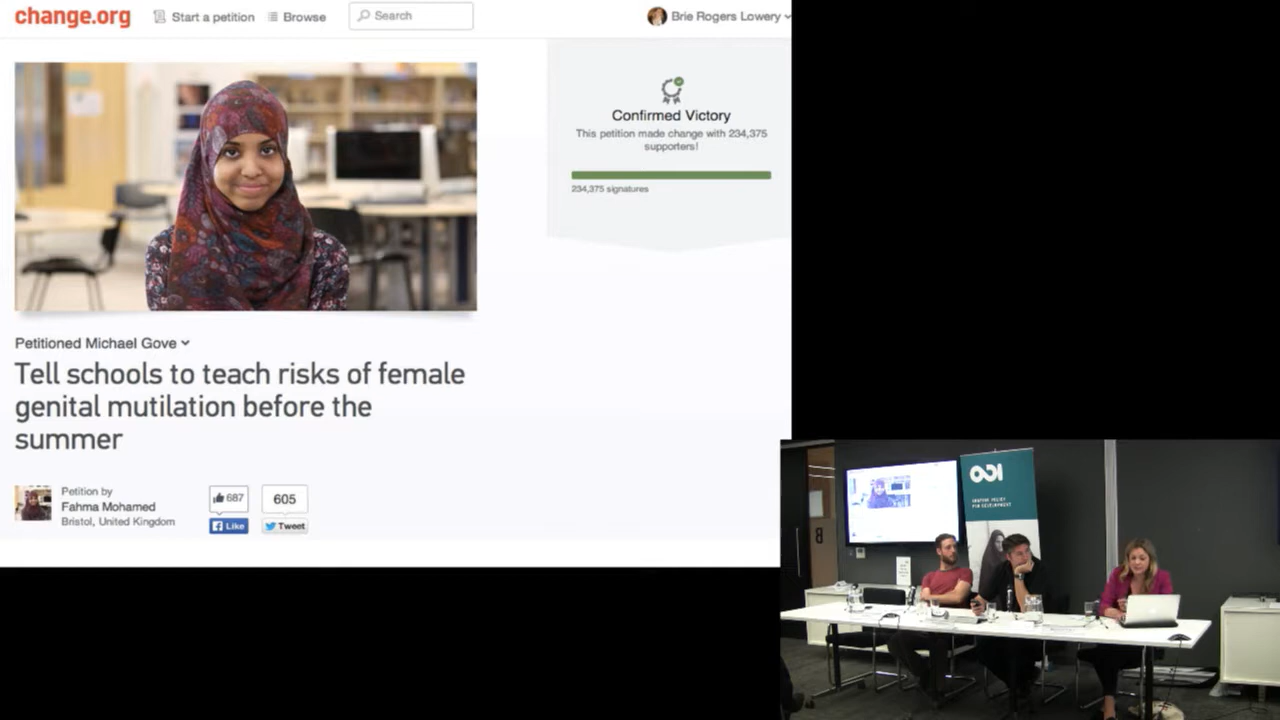 change.org
Start a petition
Browse
Search
Brie Rogers Lowery
Confirmed Victory
This petition made change with 234,375
supporters!
234,375 signatures
Petitioned Michael Gove
Tell schools to teach risks of female
genital mutilation before the
summer
Petition by
Fahma Mohamed
Bristol, United Kingdom
687
Like
605
Tweet
ODI
B